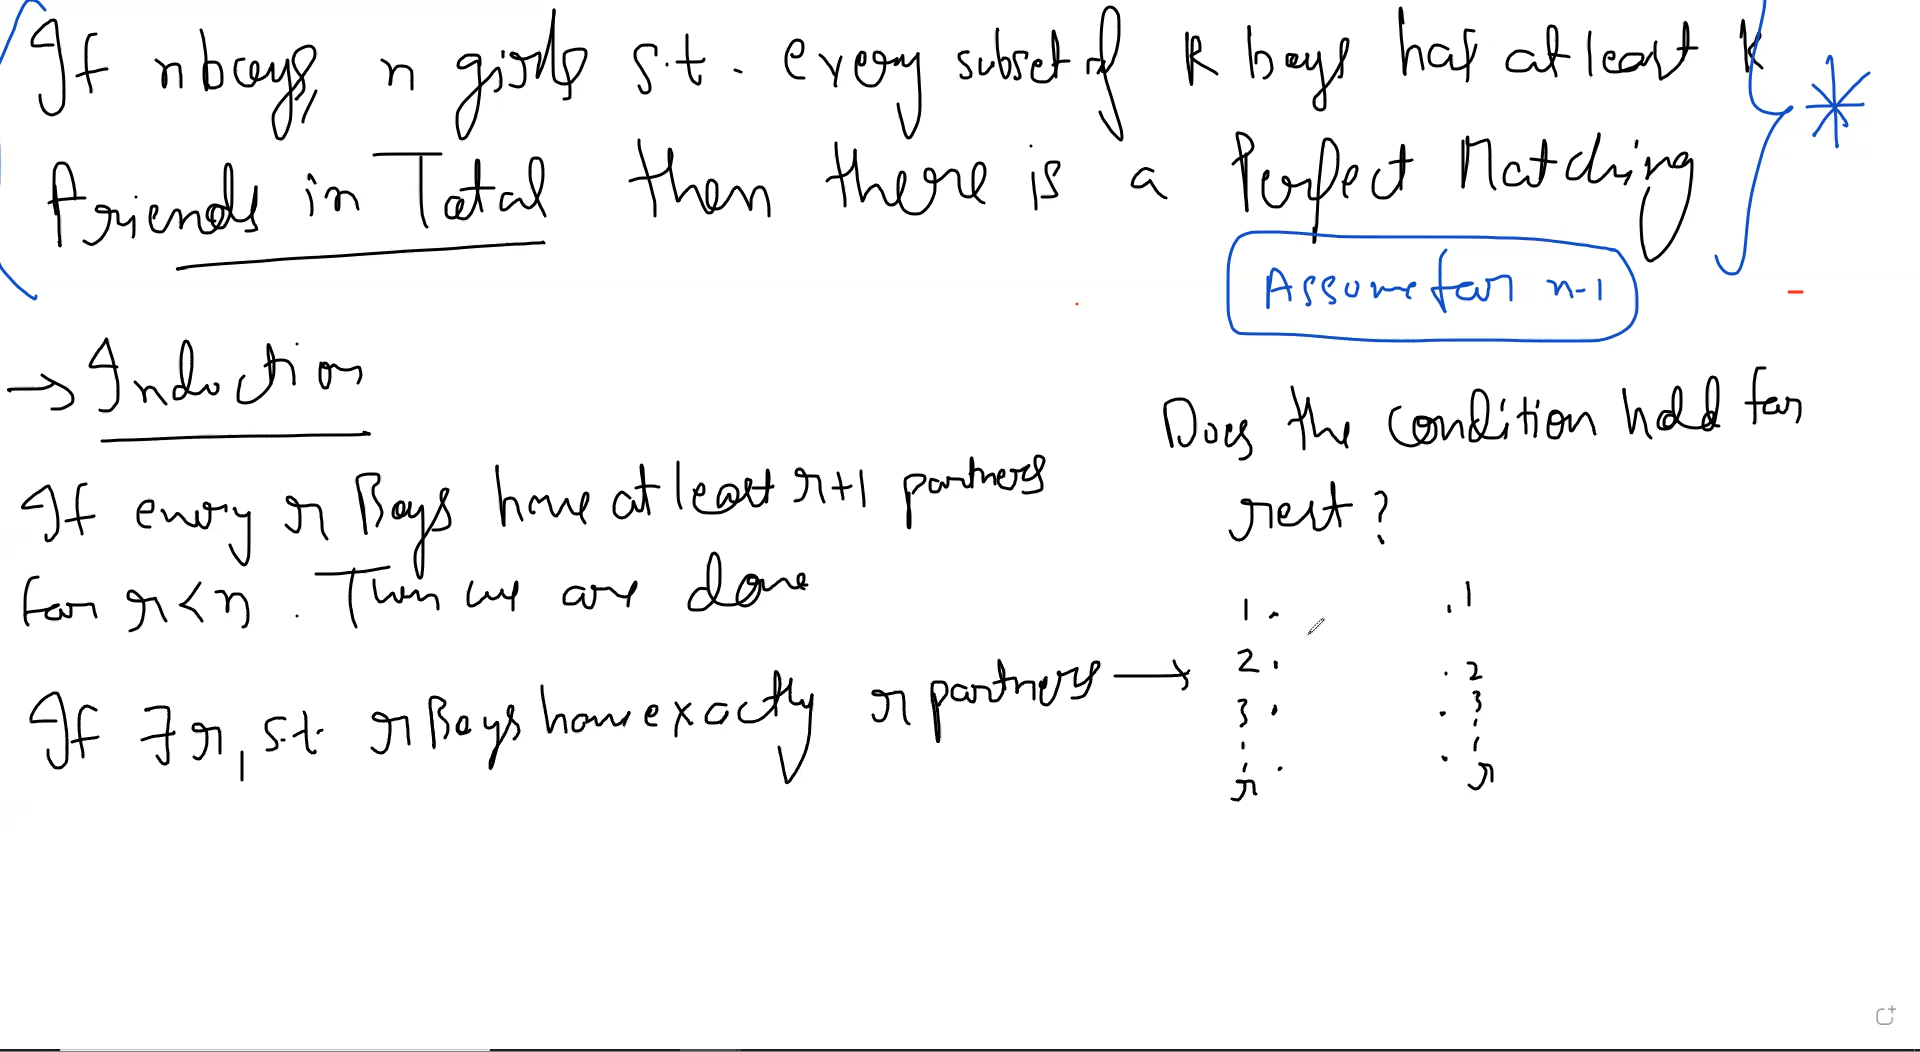 If n boys, n girls s.t. every subset of k boys has at least k
friends in Total then there is a Perfect Matching
Assume for n-1
→ Induction
If every r Boys have at least r+1 partners
for r<n. Then we are done
If ∃ r, s.t. r Boys have exactly r partners →
Does the condition hold for
rest?
1 . . 1
2 . . 2
3 . . 3
r . . r